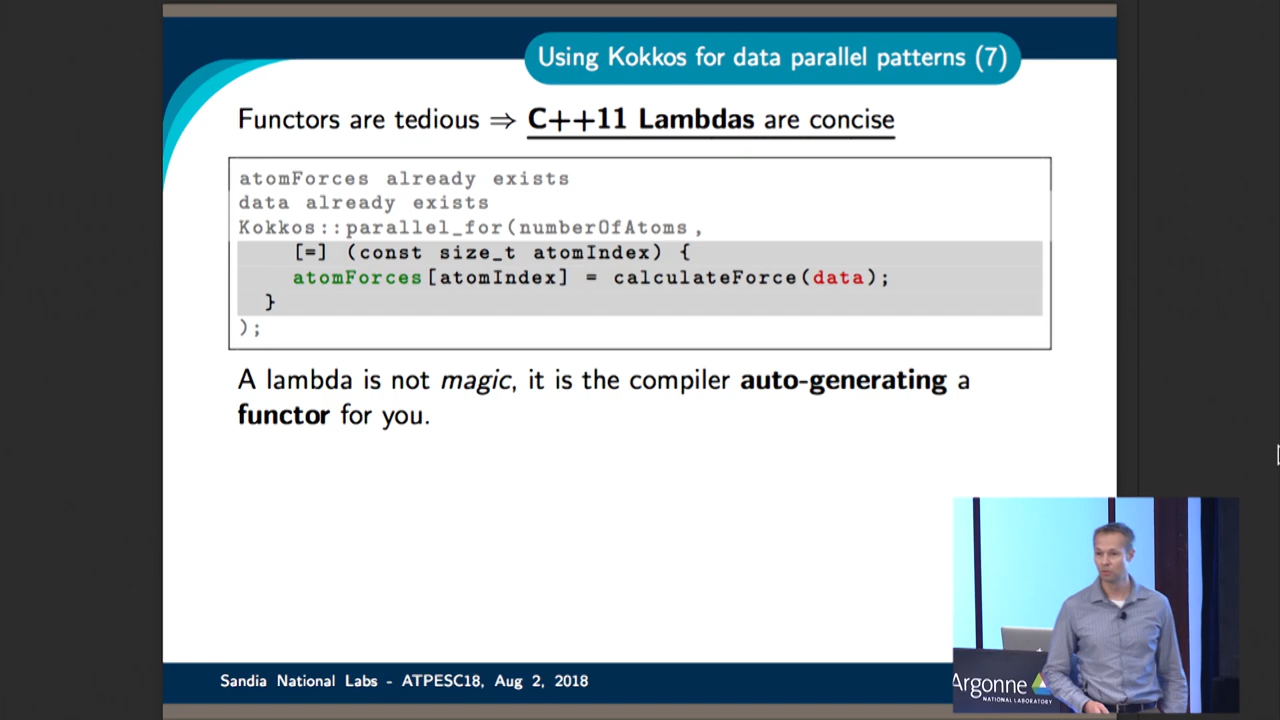 Using Kokkos for data parallel patterns (7)
Functors are tedious ⇒ C++11 Lambdas are concise
atomForces already exists
data already exists
Kokkos::parallel_for(numberOfAtoms,
[=] (const size_t atomIndex) {
atomForces[atomIndex] = calculateForce(data);
}
);
A lambda is not magic, it is the compiler auto-generating a
functor for you.
Sandia National Labs - ATPESC18, Aug 2, 2018
Argonne
NATIONAL LABORATORY